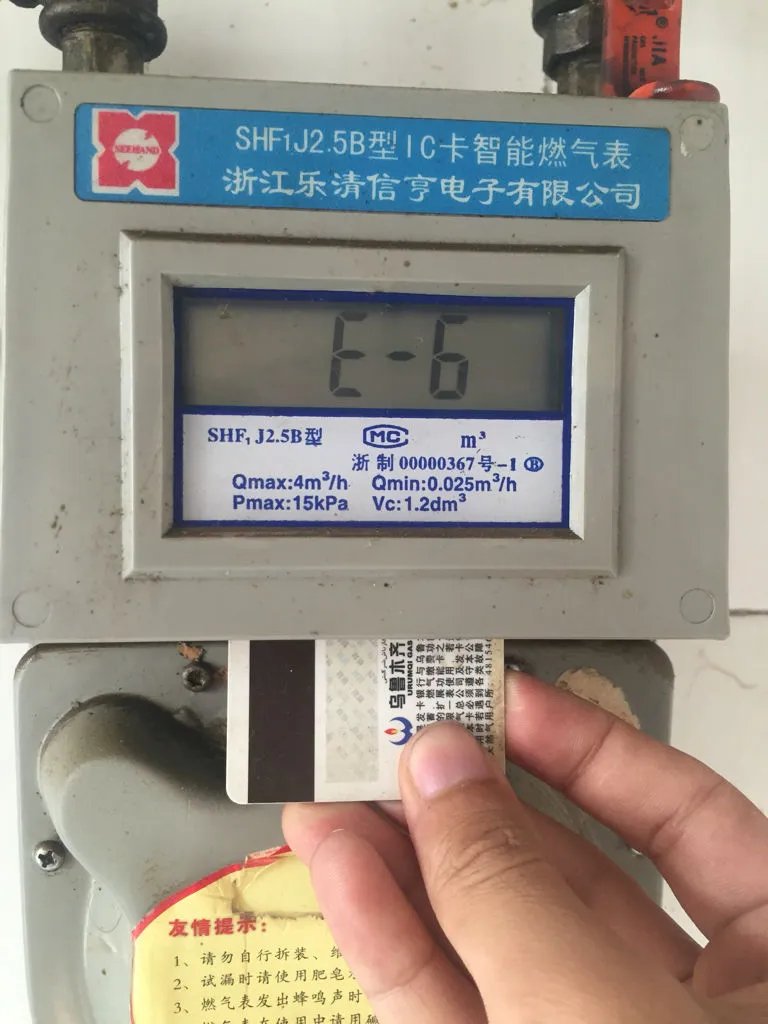 SEEHAND
SHF1J2.5B型IC卡智能燃气表
浙江乐清信亨电子有限公司
E-6
SHF₁ J2.5B型 MC m³
浙制00000367号-1 Ⓑ
Qmax:4m³/h Qmin:0.025m³/h
Pmax:15kPa Vc:1.2dm³
乌鲁木齐
URUMQI GAS
友情提示：
1、请勿自行拆装、
2、试漏时请使用肥皂
3、燃气表发出蜂鸣声时